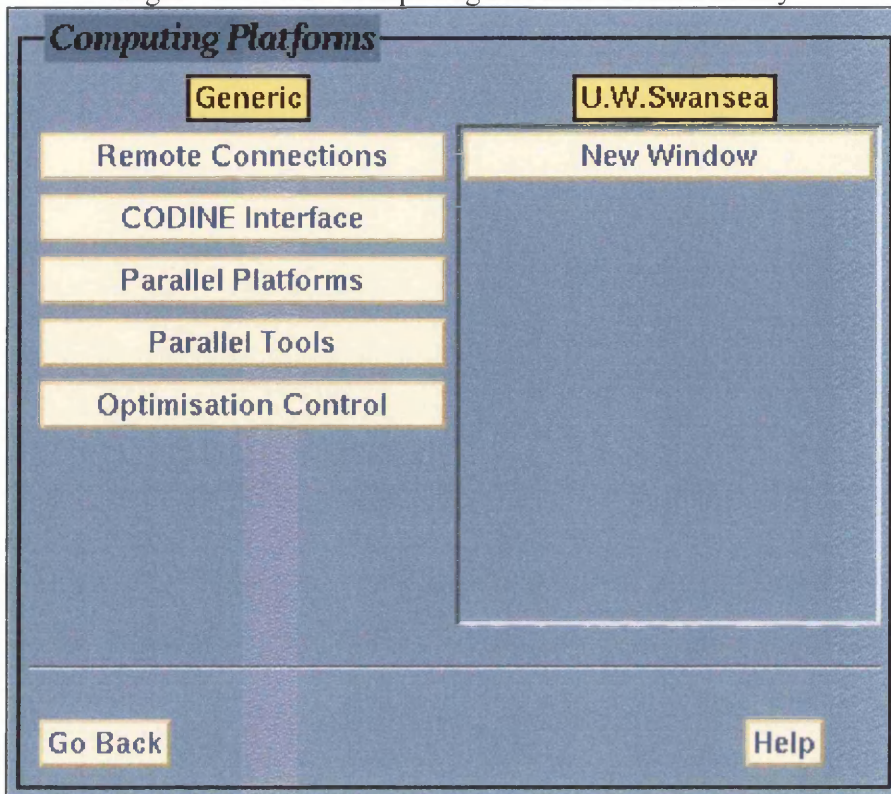 Computing Platforms
Generic
U.W.Swansea
Remote Connections
New Window
CODINE Interface
Parallel Platforms
Parallel Tools
Optimisation Control
Go Back
Help